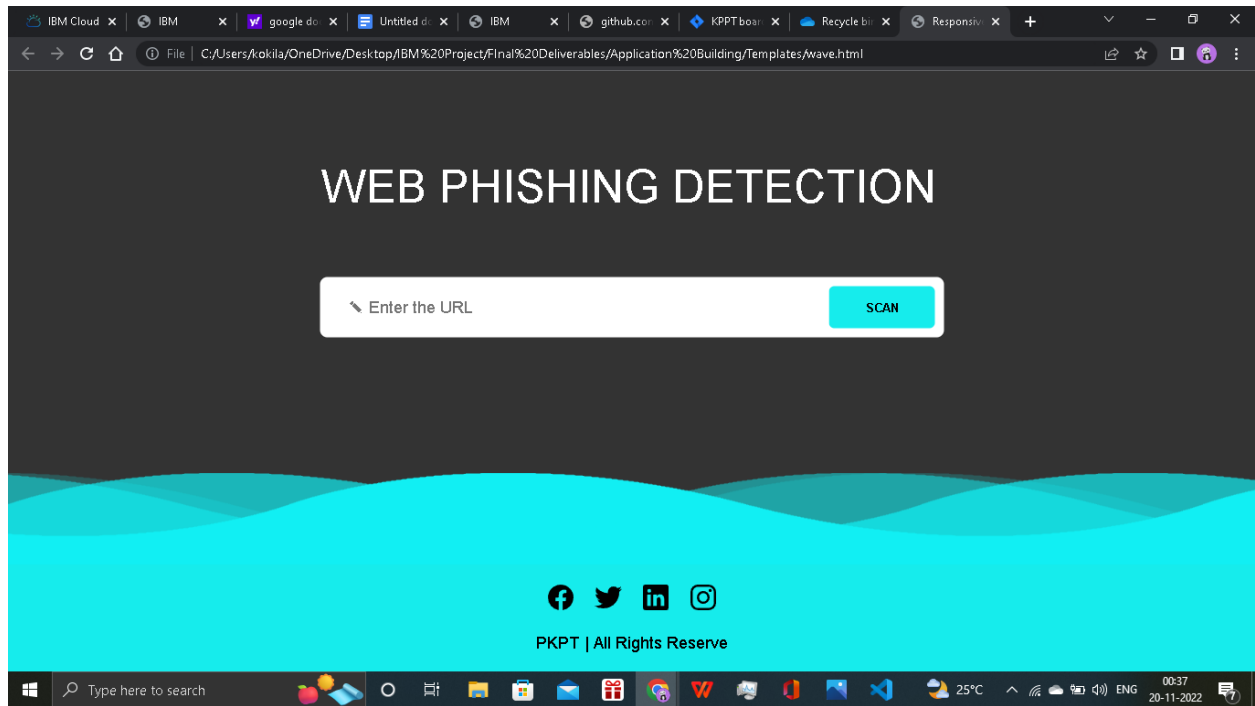 IBM Cloud
IBM
google do
Untitled do
IBM
github.con
KPPT boar
Recycle bin
Responsiv
File | C:/Users/kokila/OneDrive/Desktop/IBM%20Project/FInal%20Deliverables/Application%20Building/Templates/wave.html
WEB PHISHING DETECTION
Enter the URL
SCAN
PKPT | All Rights Reserve
Type here to search
25°C
ENG
00:37
20-11-2022